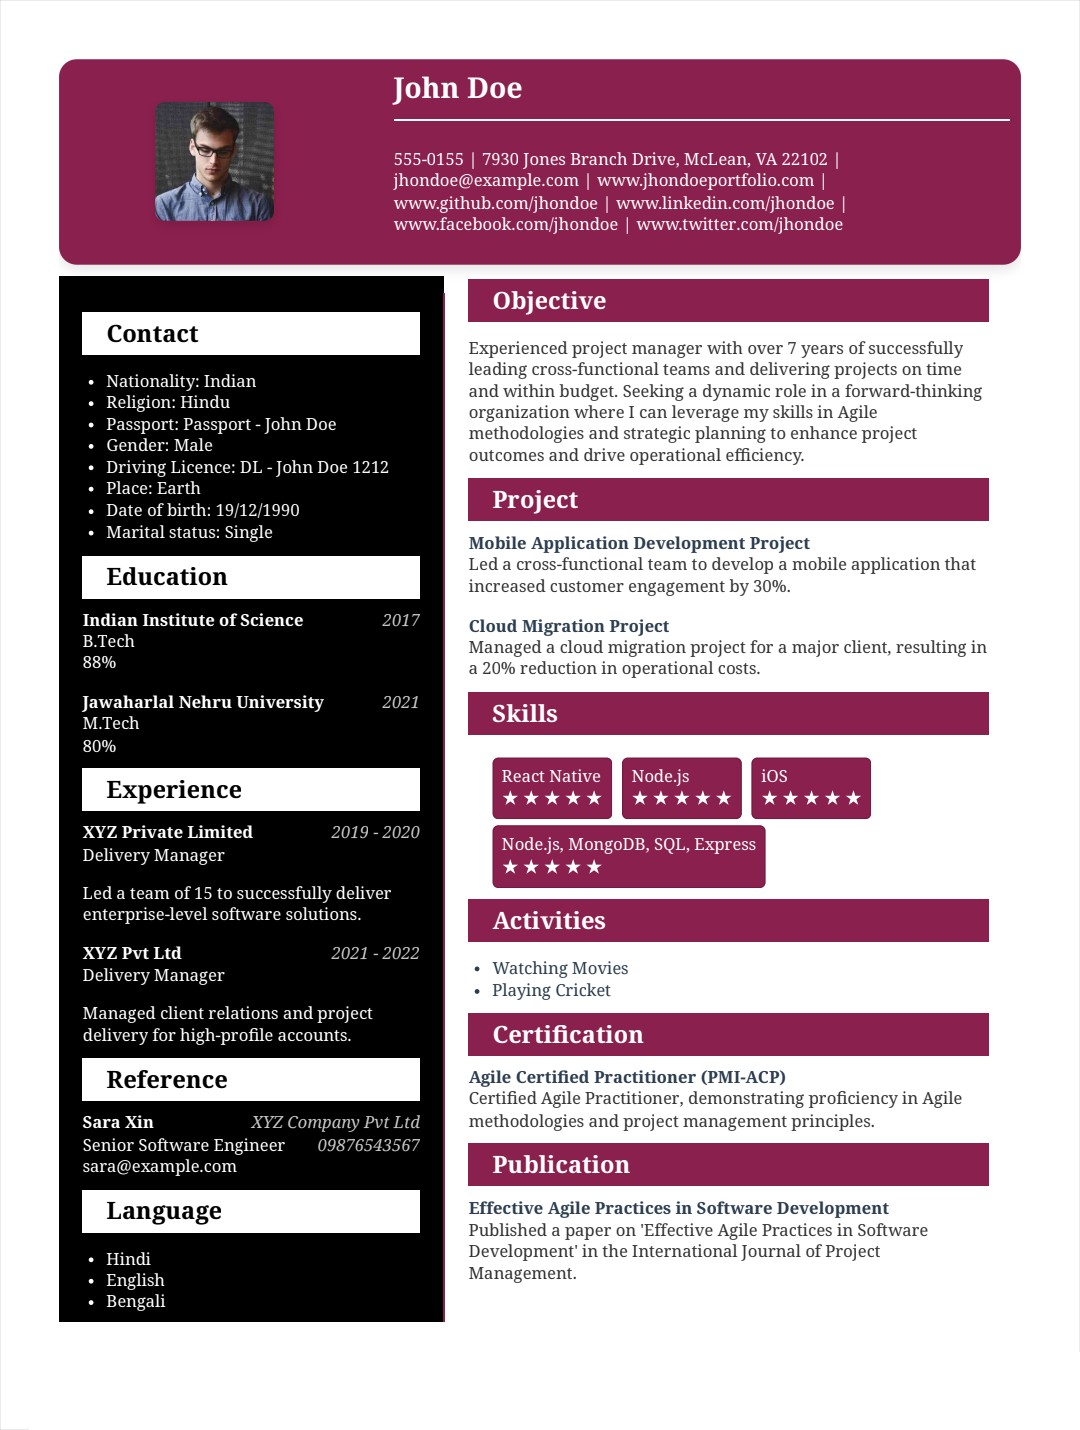 John Doe
555-0155 | 7930 Jones Branch Drive, McLean, VA 22102 |
jhondoe@example.com | www.jhondoeportfolio.com |
www.github.com/jhondoe | www.linkedin.com/jhondoe |
www.facebook.com/jhondoe | www.twitter.com/jhondoe
Contact
• Nationality: Indian
• Religion: Hindu
• Passport: Passport - John Doe
• Gender: Male
• Driving Licence: DL - John Doe 1212
• Place: Earth
• Date of birth: 19/12/1990
• Marital status: Single
Education
Indian Institute of Science 2017
B.Tech
88%
Jawaharlal Nehru University 2021
M.Tech
80%
Experience
XYZ Private Limited 2019 - 2020
Delivery Manager
Led a team of 15 to successfully deliver
enterprise-level software solutions.
XYZ Pvt Ltd 2021 - 2022
Delivery Manager
Managed client relations and project
delivery for high-profile accounts.
Reference
Sara Xin XYZ Company Pvt Ltd
Senior Software Engineer 09876543567
sara@example.com
Language
• Hindi
• English
• Bengali
Objective
Experienced project manager with over 7 years of successfully
leading cross-functional teams and delivering projects on time
and within budget. Seeking a dynamic role in a forward-thinking
organization where I can leverage my skills in Agile
methodologies and strategic planning to enhance project
outcomes and drive operational efficiency.
Project
Mobile Application Development Project
Led a cross-functional team to develop a mobile application that
increased customer engagement by 30%.
Cloud Migration Project
Managed a cloud migration project for a major client, resulting in
a 20% reduction in operational costs.
Skills
React Native Node.js iOS
★★★★★ ★★★★★ ★★★★★
Node.js, MongoDB, SQL, Express
★★★★★
Activities
• Watching Movies
• Playing Cricket
Certification
Agile Certified Practitioner (PMI-ACP)
Certified Agile Practitioner, demonstrating proficiency in Agile
methodologies and project management principles.
Publication
Effective Agile Practices in Software Development
Published a paper on 'Effective Agile Practices in Software
Development' in the International Journal of Project
Management.